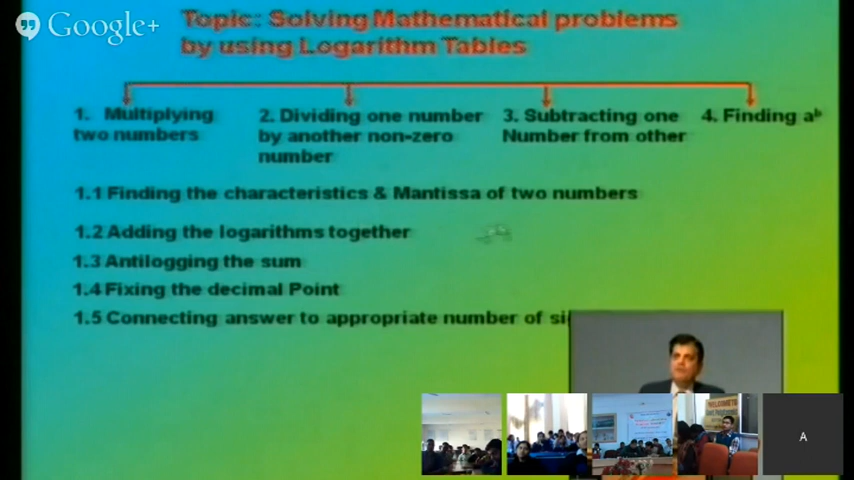 Google+
Topic: Solving Mathematical problems
by using Logarithm Tables
1. Multiplying
two numbers
2. Dividing one number
by another non-zero
number
3. Subtracting one
Number from other
4. Finding aᵇ
1.1 Finding the characteristics & Mantissa of two numbers
1.2 Adding the logarithms together
1.3 Antilogging the sum
1.4 Fixing the decimal Point
1.5 Connecting answer to appropriate number of
WELCOME TO
A